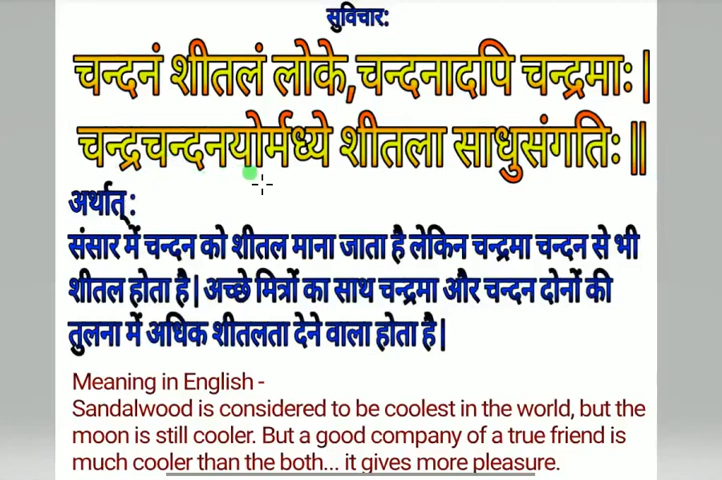 सुविचार:
चन्दनं शीतलं लोके,चन्दनादपि चन्द्रमाः|
चन्द्रचन्दनयोर्मध्ये शीतला साधुसंगतिः||
अर्थात्:
संसार में चन्दन को शीतल माना जाता है लेकिन चन्द्रमा चन्दन से भी
शीतल होता है| अच्छे मित्रों का साथ चन्द्रमा और चन्दन दोनों की
तुलना में अधिक शीतलता देने वाला होता है|
Meaning in English -
Sandalwood is considered to be coolest in the world, but the
moon is still cooler. But a good company of a true friend is
much cooler than the both... it gives more pleasure.